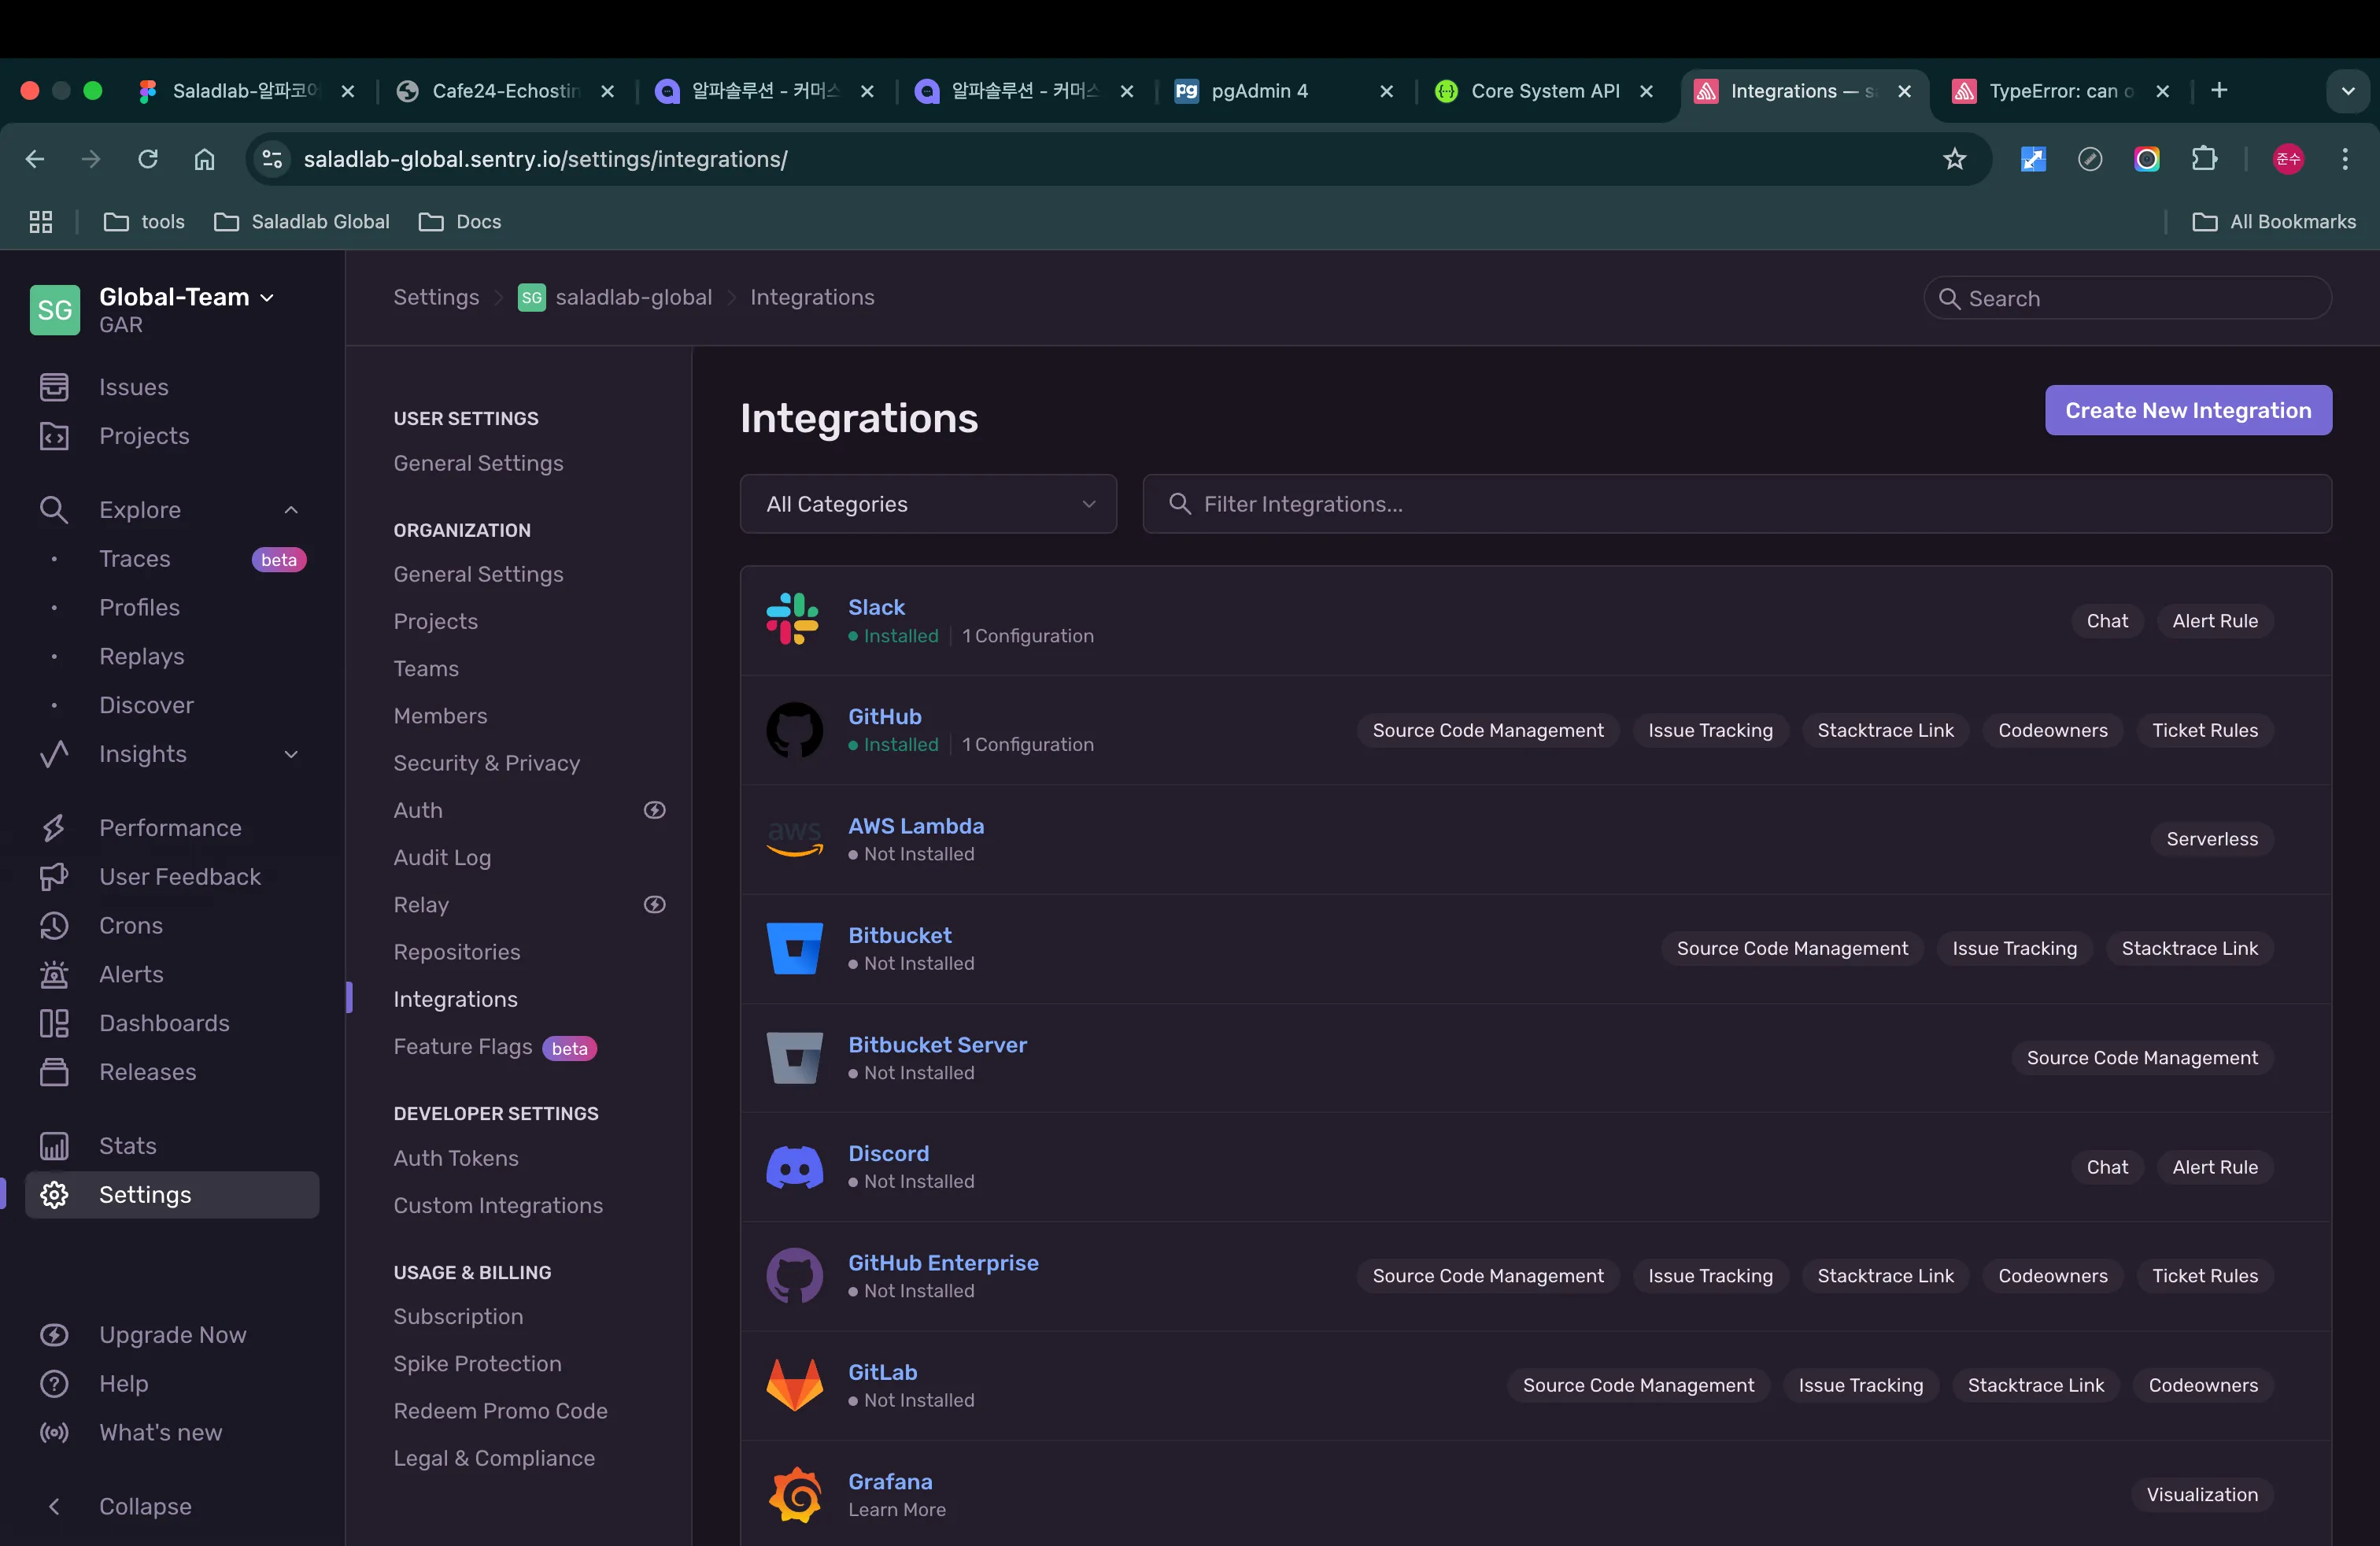 Saladlab-알파코어
Cafe24-Echostin
알파솔루션 - 커머스
알파솔루션 - 커머스
pgAdmin 4
Core System API
Integrations — s
TypeError: can o
saladlab-global.sentry.io/settings/integrations/
준수
tools
Saladlab Global
Docs
All Bookmarks
SG
Global-Team
GAR
Issues
Projects
Explore
Traces beta
Profiles
Replays
Discover
Insights
Performance
User Feedback
Crons
Alerts
Dashboards
Releases
Stats
Settings
Upgrade Now
Help
What's new
Collapse
Settings > SG saladlab-global > Integrations
Search
USER SETTINGS
General Settings
ORGANIZATION
General Settings
Projects
Teams
Members
Security & Privacy
Auth
Audit Log
Relay
Repositories
Integrations
Feature Flags beta
DEVELOPER SETTINGS
Auth Tokens
Custom Integrations
USAGE & BILLING
Subscription
Spike Protection
Redeem Promo Code
Legal & Compliance
Integrations
Create New Integration
All Categories
Filter Integrations...
Slack
Installed | 1 Configuration
Chat Alert Rule
GitHub
Installed | 1 Configuration
Source Code Management Issue Tracking Stacktrace Link Codeowners Ticket Rules
aws
AWS Lambda
Not Installed
Serverless
Bitbucket
Not Installed
Source Code Management Issue Tracking Stacktrace Link
Bitbucket Server
Not Installed
Source Code Management
Discord
Not Installed
Chat Alert Rule
GitHub Enterprise
Not Installed
Source Code Management Issue Tracking Stacktrace Link Codeowners Ticket Rules
GitLab
Not Installed
Source Code Management Issue Tracking Stacktrace Link Codeowners
Grafana
Learn More
Visualization